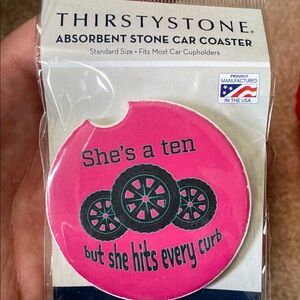 THIRSTYSTONE®
ABSORBENT STONE CAR COASTER
Standard Size • Fits Most Car Cupholders
PROUDLY
MANUFACTURED
IN THE USA
She's a ten
but she hits every curb